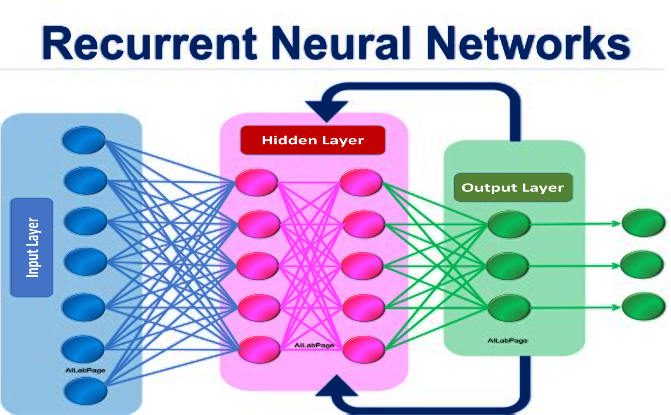 Recurrent Neural Networks
Hidden Layer
Output Layer
Input Layer
AILabPage
AILabPage
AILabPage